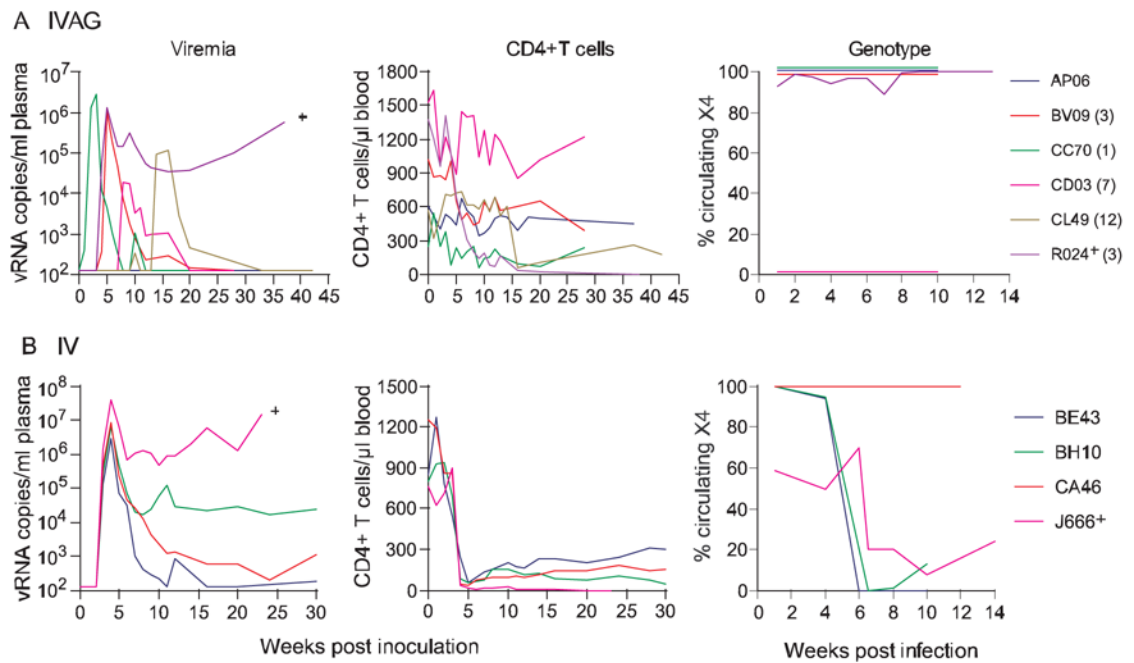 A IVAG
Viremia
CD4+T cells
Genotype
vRNA copies/ml plasma
10⁷
10⁶
10⁵
10⁴
10³
10²
0 5 10 15 20 25 30 35 40 45
+
CD4+ T cells/µl blood
1800
1500
1200
900
600
300
0
0 5 10 15 20 25 30 35 40 45
% circulating X4
100
80
60
40
20
0
0 2 4 6 8 10 12 14
AP06
BV09 (3)
CC70 (1)
CD03 (7)
CL49 (12)
R024⁺ (3)
B IV
vRNA copies/ml plasma
10⁸
10⁷
10⁶
10⁵
10⁴
10³
10²
0 5 10 15 20 25 30
+
CD4+ T cells/µl blood
1500
1200
900
600
300
0
0 5 10 15 20 25 30
% circulating X4
100
80
60
40
20
0
0 2 4 6 8 10 12 14
BE43
BH10
CA46
J666⁺
Weeks post inoculation
Weeks post infection